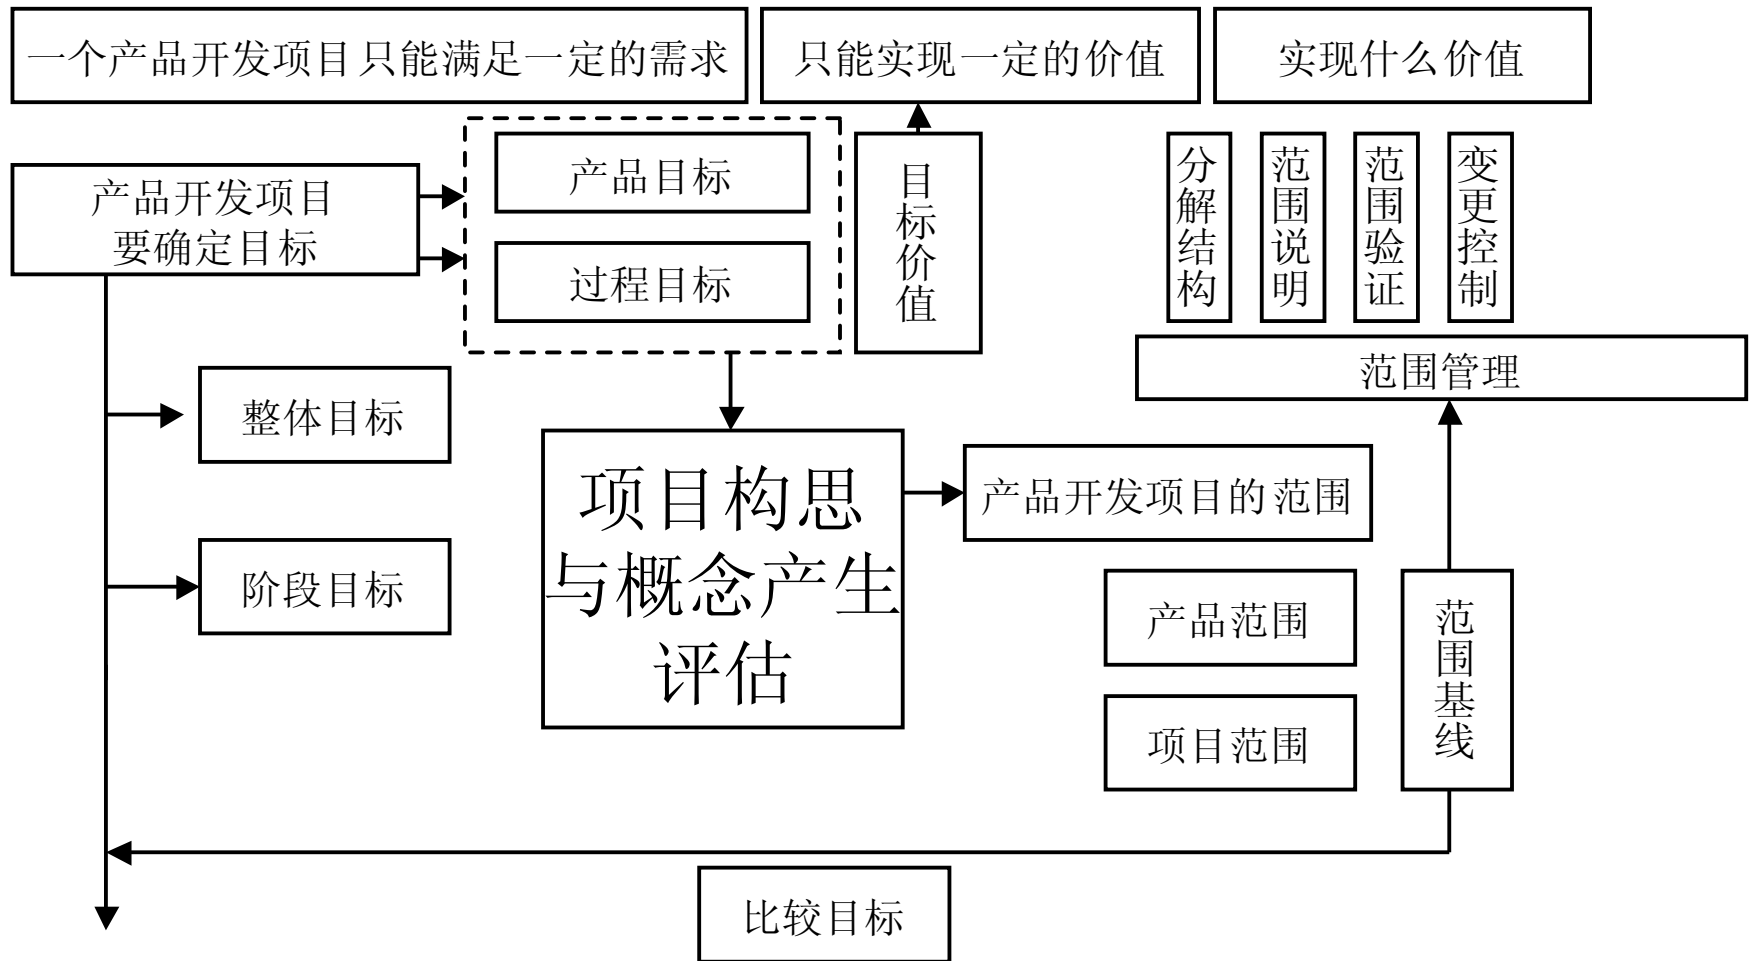 一个产品开发项目只能满足一定的需求
只能实现一定的价值
实现什么价值
产品开发项目
要确定目标
产品目标
过程目标
目标价值
分解结构
范围说明
范围验证
变更控制
范围管理
整体目标
阶段目标
项目构思
与概念产生
评估
产品开发项目的范围
产品范围
项目范围
范围基线
比较目标